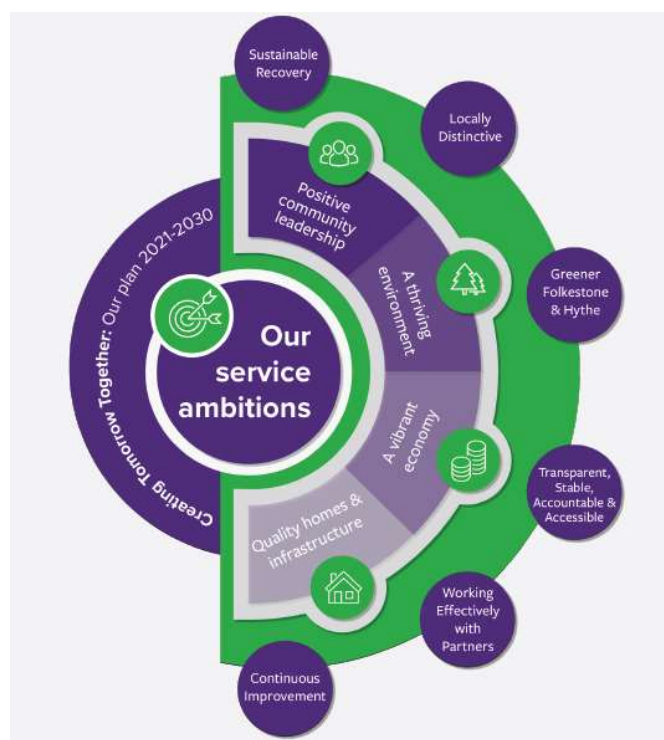 Sustainable
Recovery
Locally
Distinctive
Positive
community
leadership
Creating Tomorrow Together: Our plan 2021-2030
A thriving
environment
Greener
Folkestone
& Hythe
Our
service
ambitions
A vibrant
economy
Transparent,
Stable,
Accountable &
Accessible
Quality homes &
infrastructure
Working
Effectively
with
Partners
Continuous
Improvement